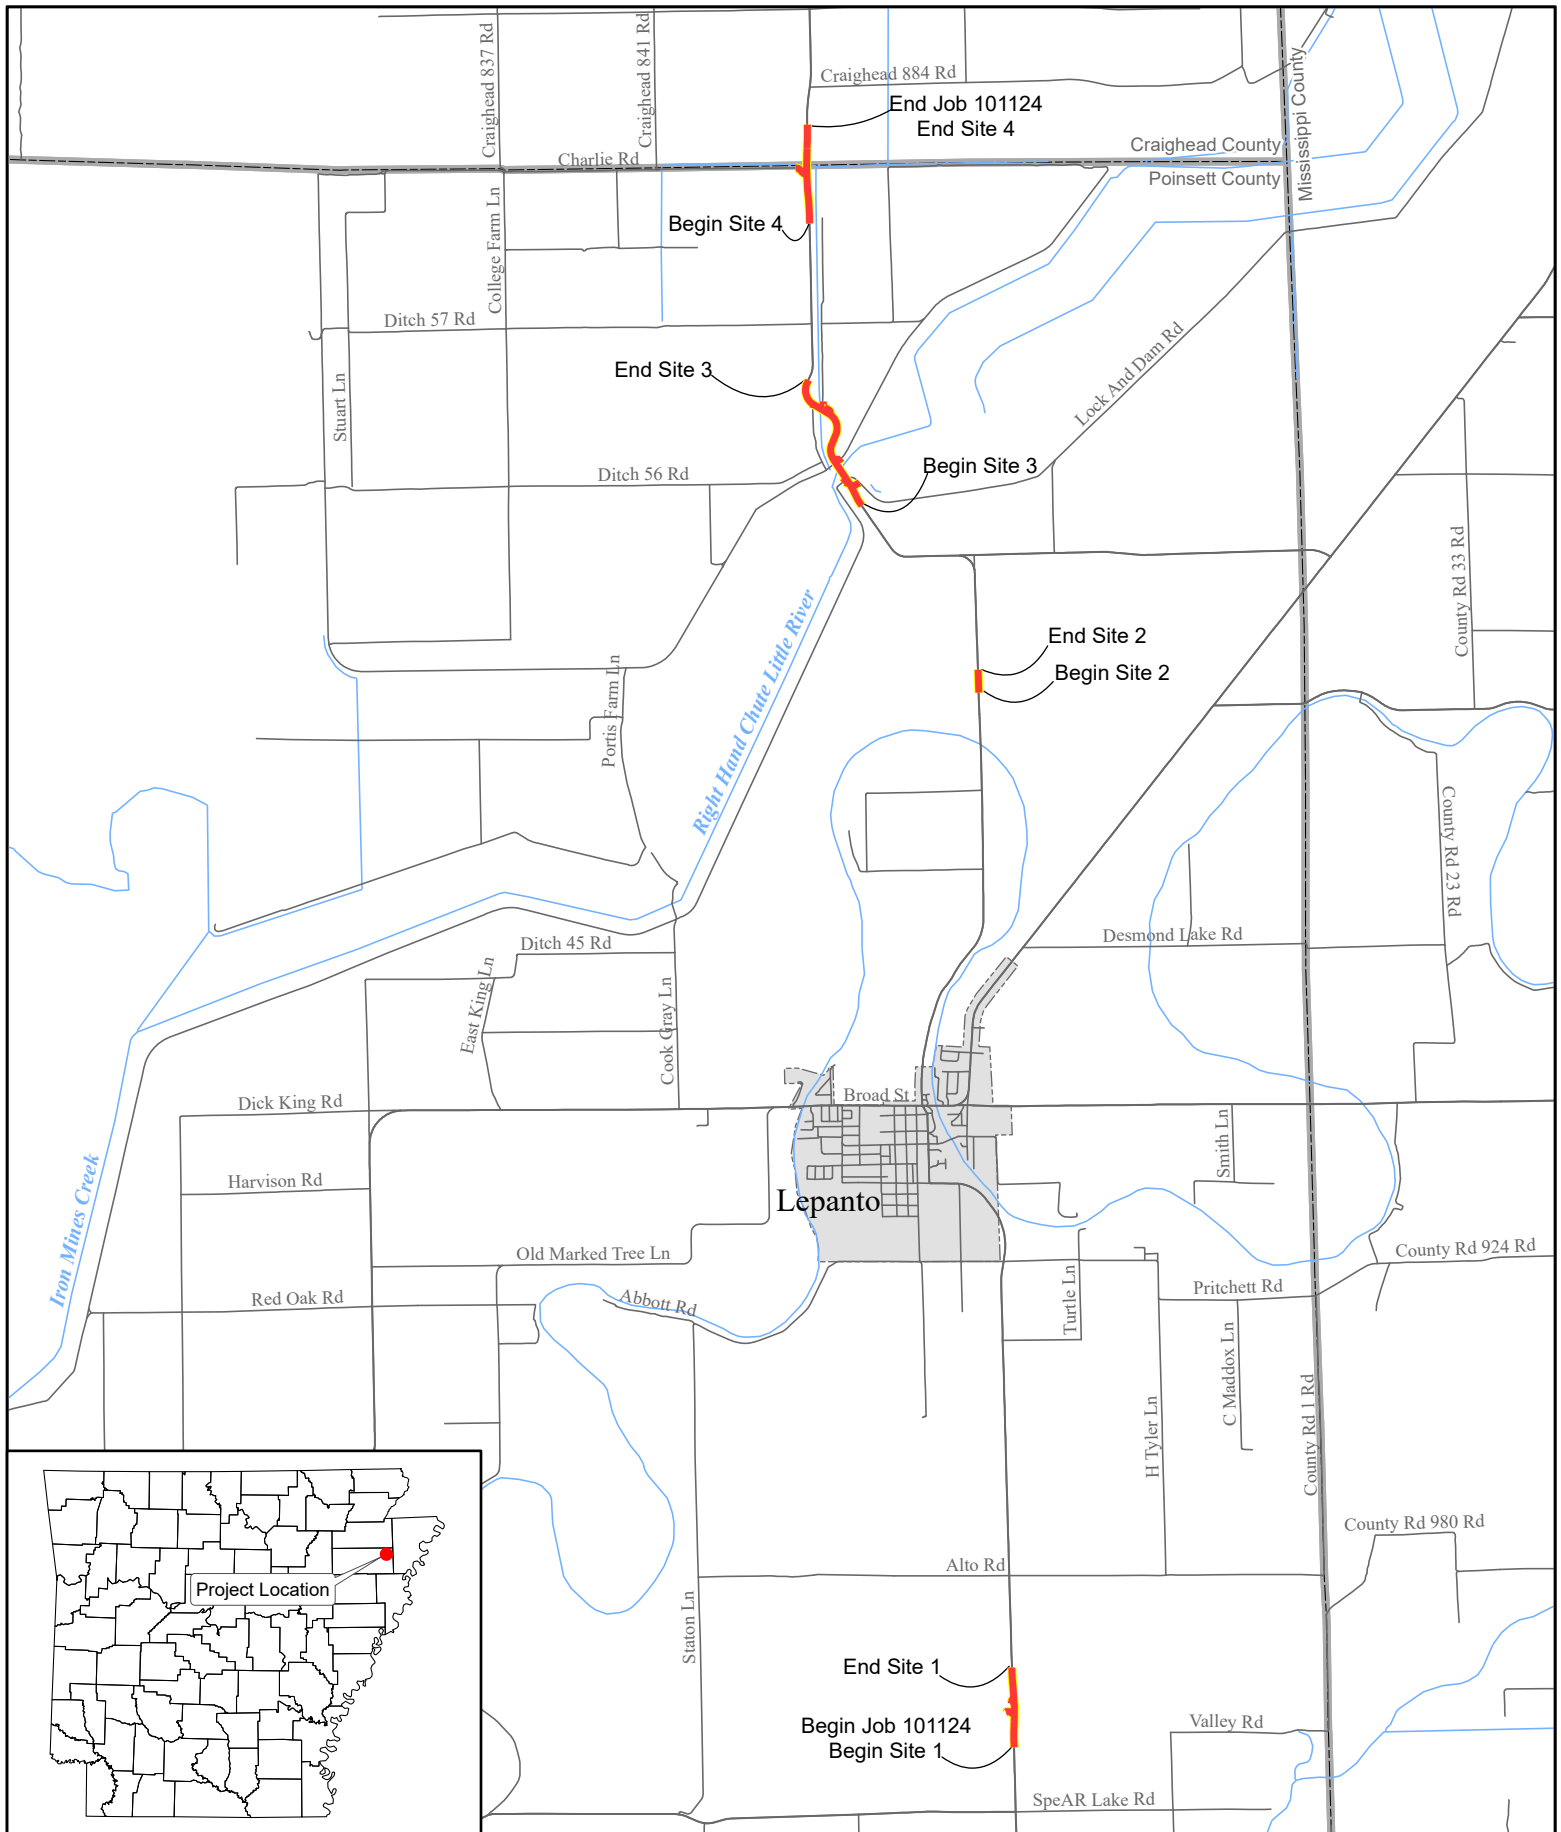 Craighead 837 Rd
Craighead 841 Rd
Craighead 884 Rd
End Job 101124
End Site 4
Mississippi County
Craighead County
Charlie Rd
Poinsett County
Begin Site 4
College Farm Ln
Ditch 57 Rd
End Site 3
Lock And Dam Rd
Stuart Ln
Ditch 56 Rd
Begin Site 3
County Rd 33 Rd
Right Hand Chute Little River
End Site 2
Begin Site 2
Portis Farm Ln
County Rd 23 Rd
Ditch 45 Rd
Desmond Lake Rd
East King Ln
Cook Gray Ln
Dick King Rd
Broad St
Smith Ln
Iron Mines Creek
Harvison Rd
Lepanto
Old Marked Tree Ln
County Rd 924 Rd
Red Oak Rd
Abbott Rd
Turtle Ln
Pritchett Rd
C Maddox Ln
H Tyler Ln
County Rd 1 Rd
County Rd 980 Rd
Alto Rd
Project Location
Staton Ln
End Site 1
Begin Job 101124
Begin Site 1
Valley Rd
SpeAR Lake Rd